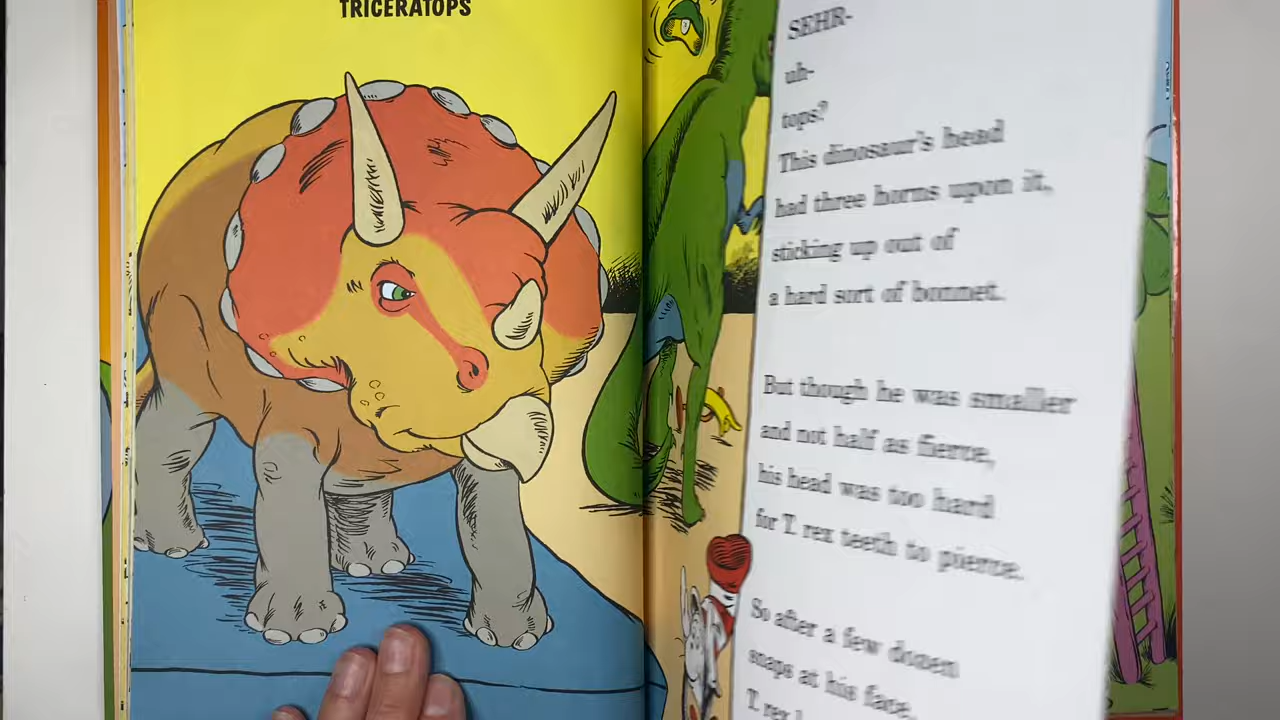 TRICERATOPS
SEHR-
uh-
tops?
This dinosaur's head
had three horns upon it,
sticking up out of
a hard sort of bonnet.
But though he was smaller
and not half as fierce,
his head was too hard
for T. rex teeth to pierce.
So after a few dozen
snaps at his face,
T. rex